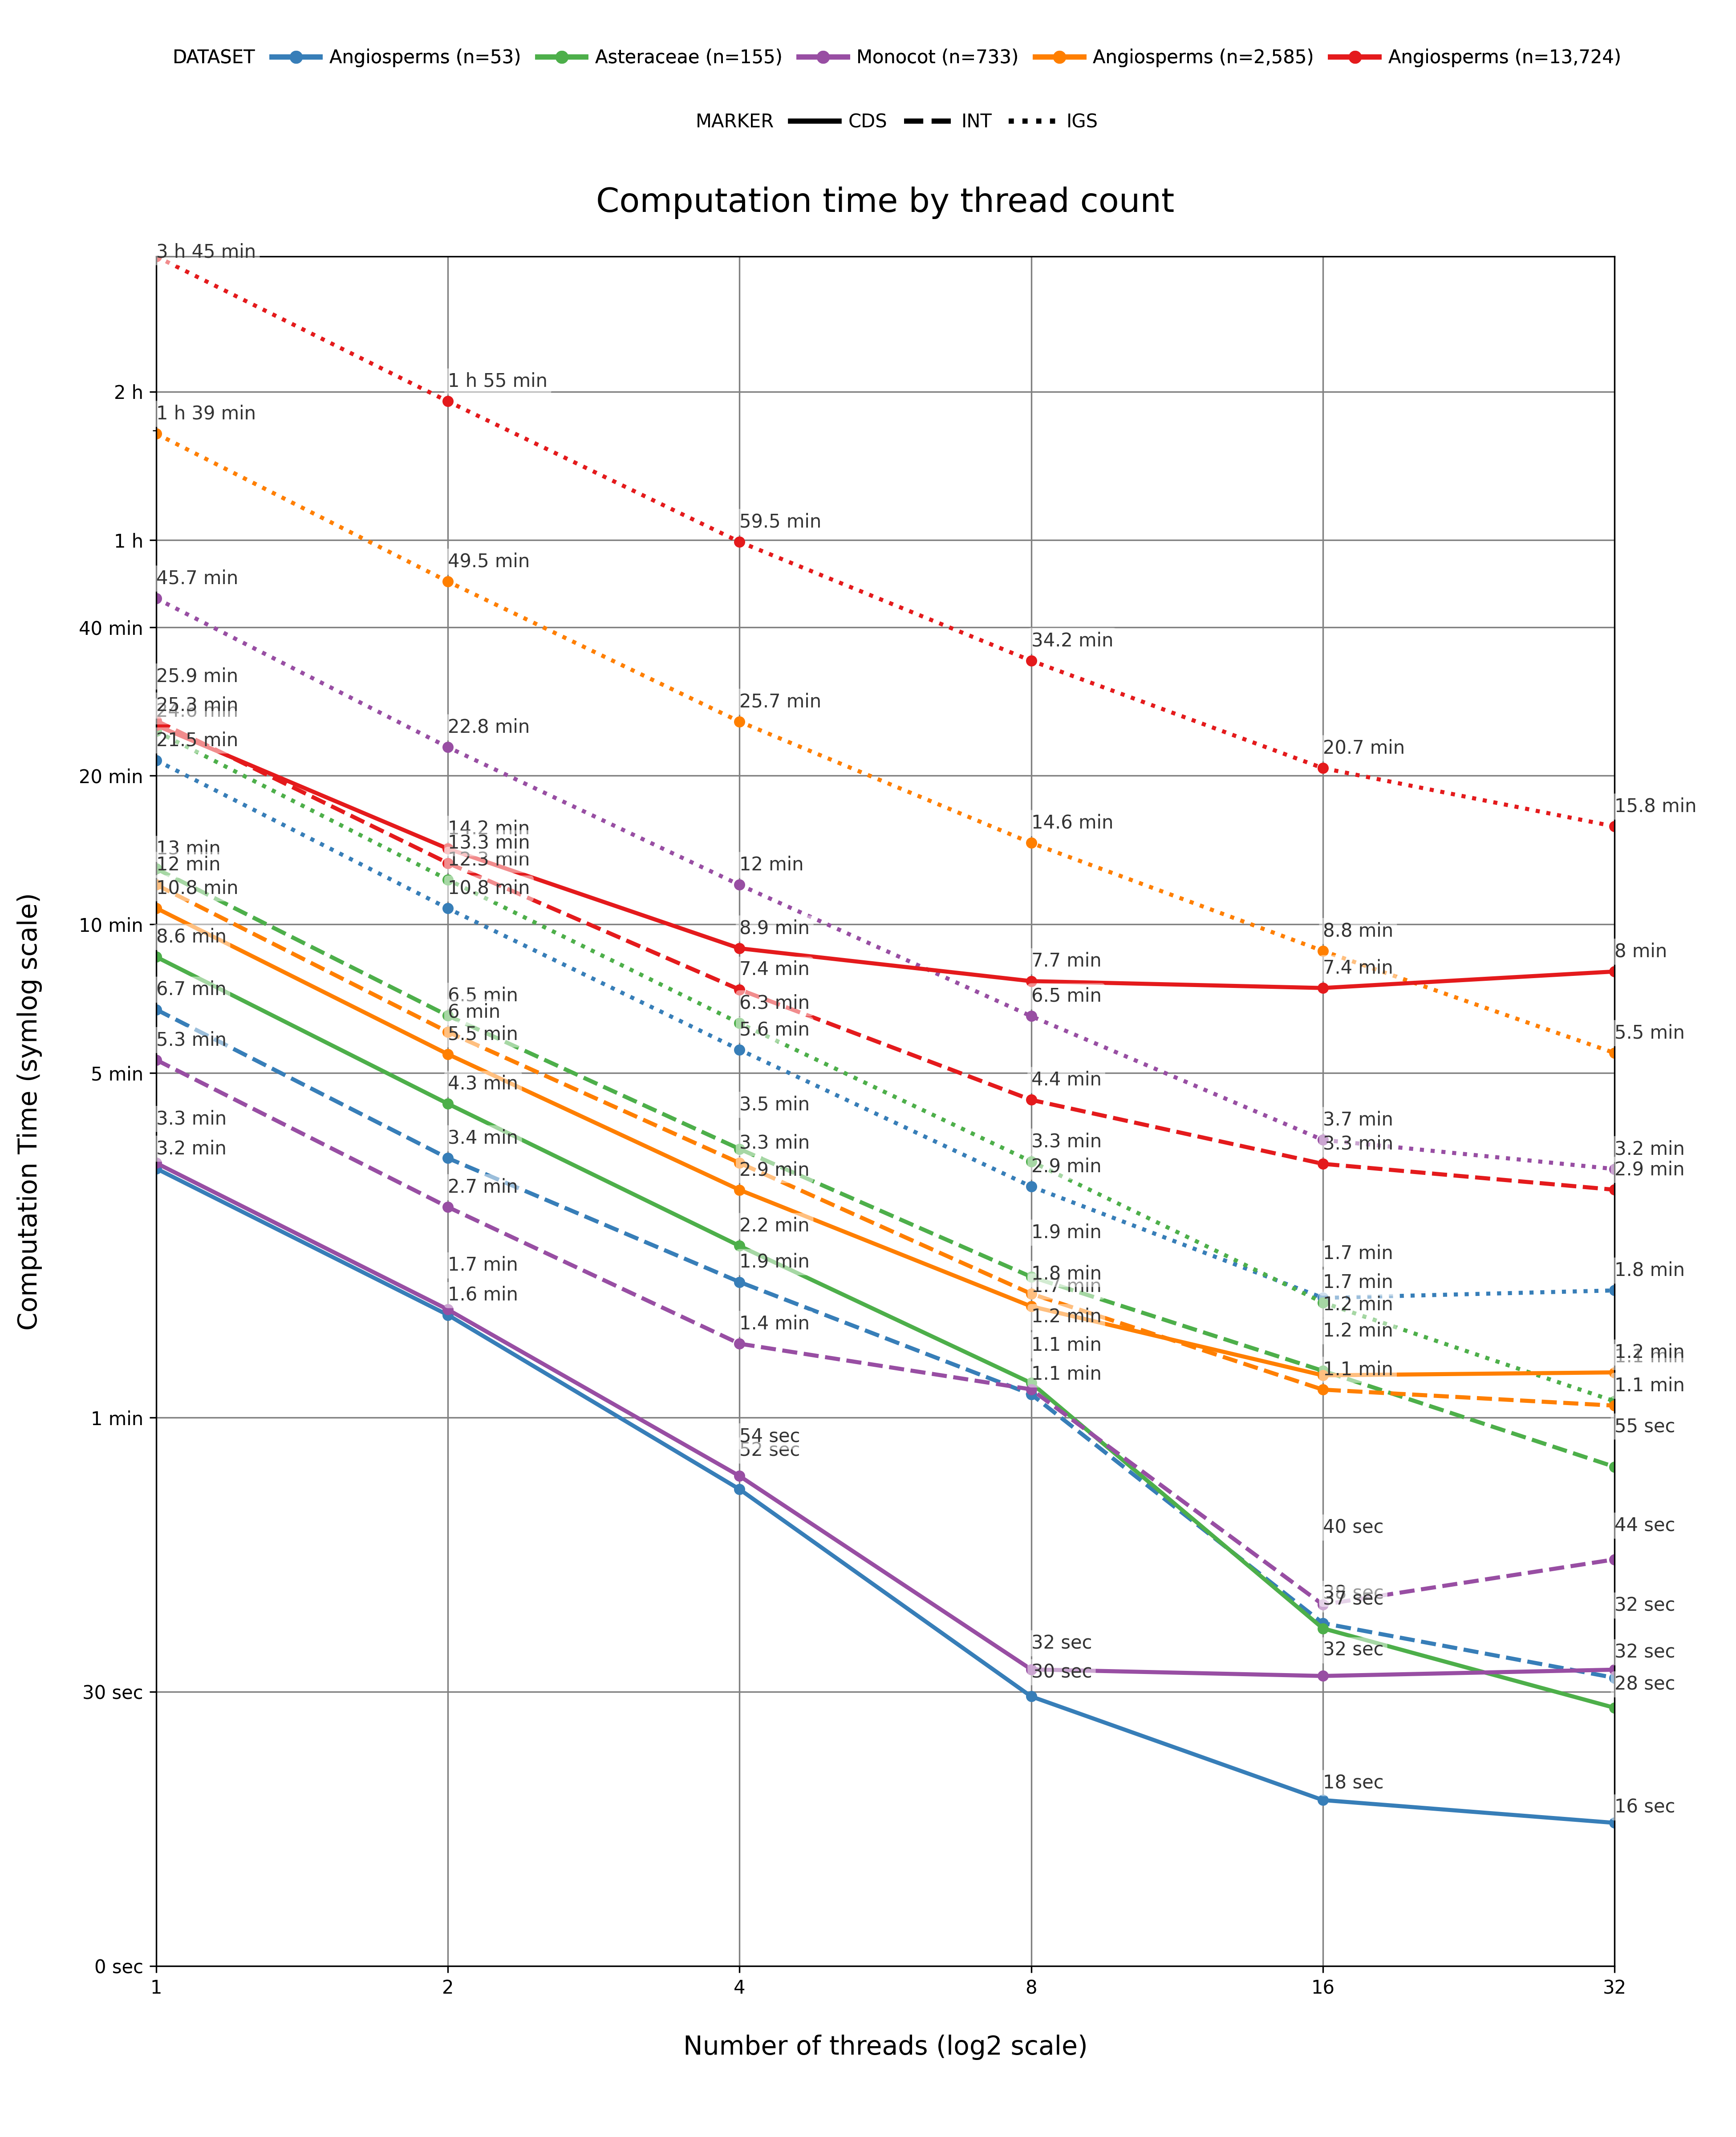 DATASET Angiosperms (n=53) Asteraceae (n=155) Monocot (n=733) Angiosperms (n=2,585) Angiosperms (n=13,724)
MARKER CDS INT IGS
Computation time by thread count
Computation Time (symlog scale)
3 h 45 min
1 h 55 min
2 h
1 h 39 min
59.5 min
1 h
49.5 min
45.7 min
34.2 min
40 min
25.9 min
25.7 min
25.3 min
24.6 min
22.8 min
20.7 min
21.5 min
20 min
15.8 min
14.2 min
14.6 min
13.3 min
13 min
12.3 min
12 min
12 min
10.8 min
10.8 min
10 min
8.9 min
8.8 min
8.6 min
8 min
7.7 min
7.4 min
7.4 min
6.7 min
6.5 min
6.5 min
6.3 min
6 min
5.6 min
5.5 min
5.5 min
5.3 min
5 min
4.3 min
4.4 min
3.5 min
3.3 min
3.7 min
3.4 min
3.3 min
3.3 min
3.3 min
3.2 min
3.2 min
2.9 min
2.9 min
2.9 min
2.7 min
2.2 min
1.9 min
1.7 min
1.9 min
1.7 min
1.8 min
1.8 min
1.7 min
1.7 min
1.6 min
1.2 min
1.2 min
1.4 min
1.2 min
1.1 min
1.2 min
1.1 min
1.1 min
1.1 min
1.1 min
1 min
55 sec
54 sec
52 sec
40 sec
44 sec
37 sec
32 sec
32 sec
32 sec
32 sec
30 sec
28 sec
30 sec
18 sec
16 sec
0 sec
1 2 4 8 16 32
Number of threads (log2 scale)